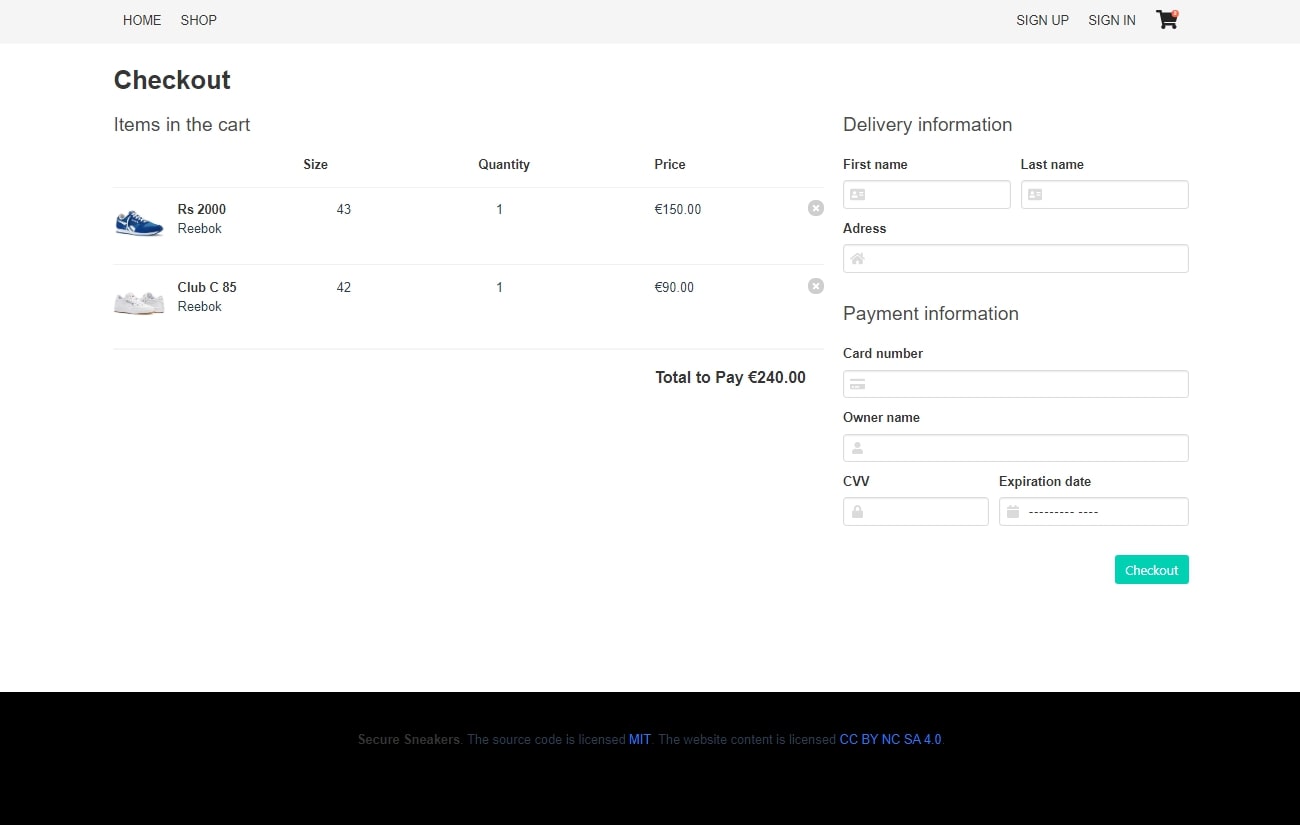 HOME SHOP SIGN UP SIGN IN
Checkout
Items in the cart
Size Quantity Price
Rs 2000 43 1 €150.00
Reebok
Club C 85 42 1 €90.00
Reebok
Total to Pay €240.00
Delivery information
First name Last name
Adress
Payment information
Card number
Owner name
CVV Expiration date
--------- ----
Checkout
Secure Sneakers. The source code is licensed MIT. The website content is licensed CC BY NC SA 4.0.